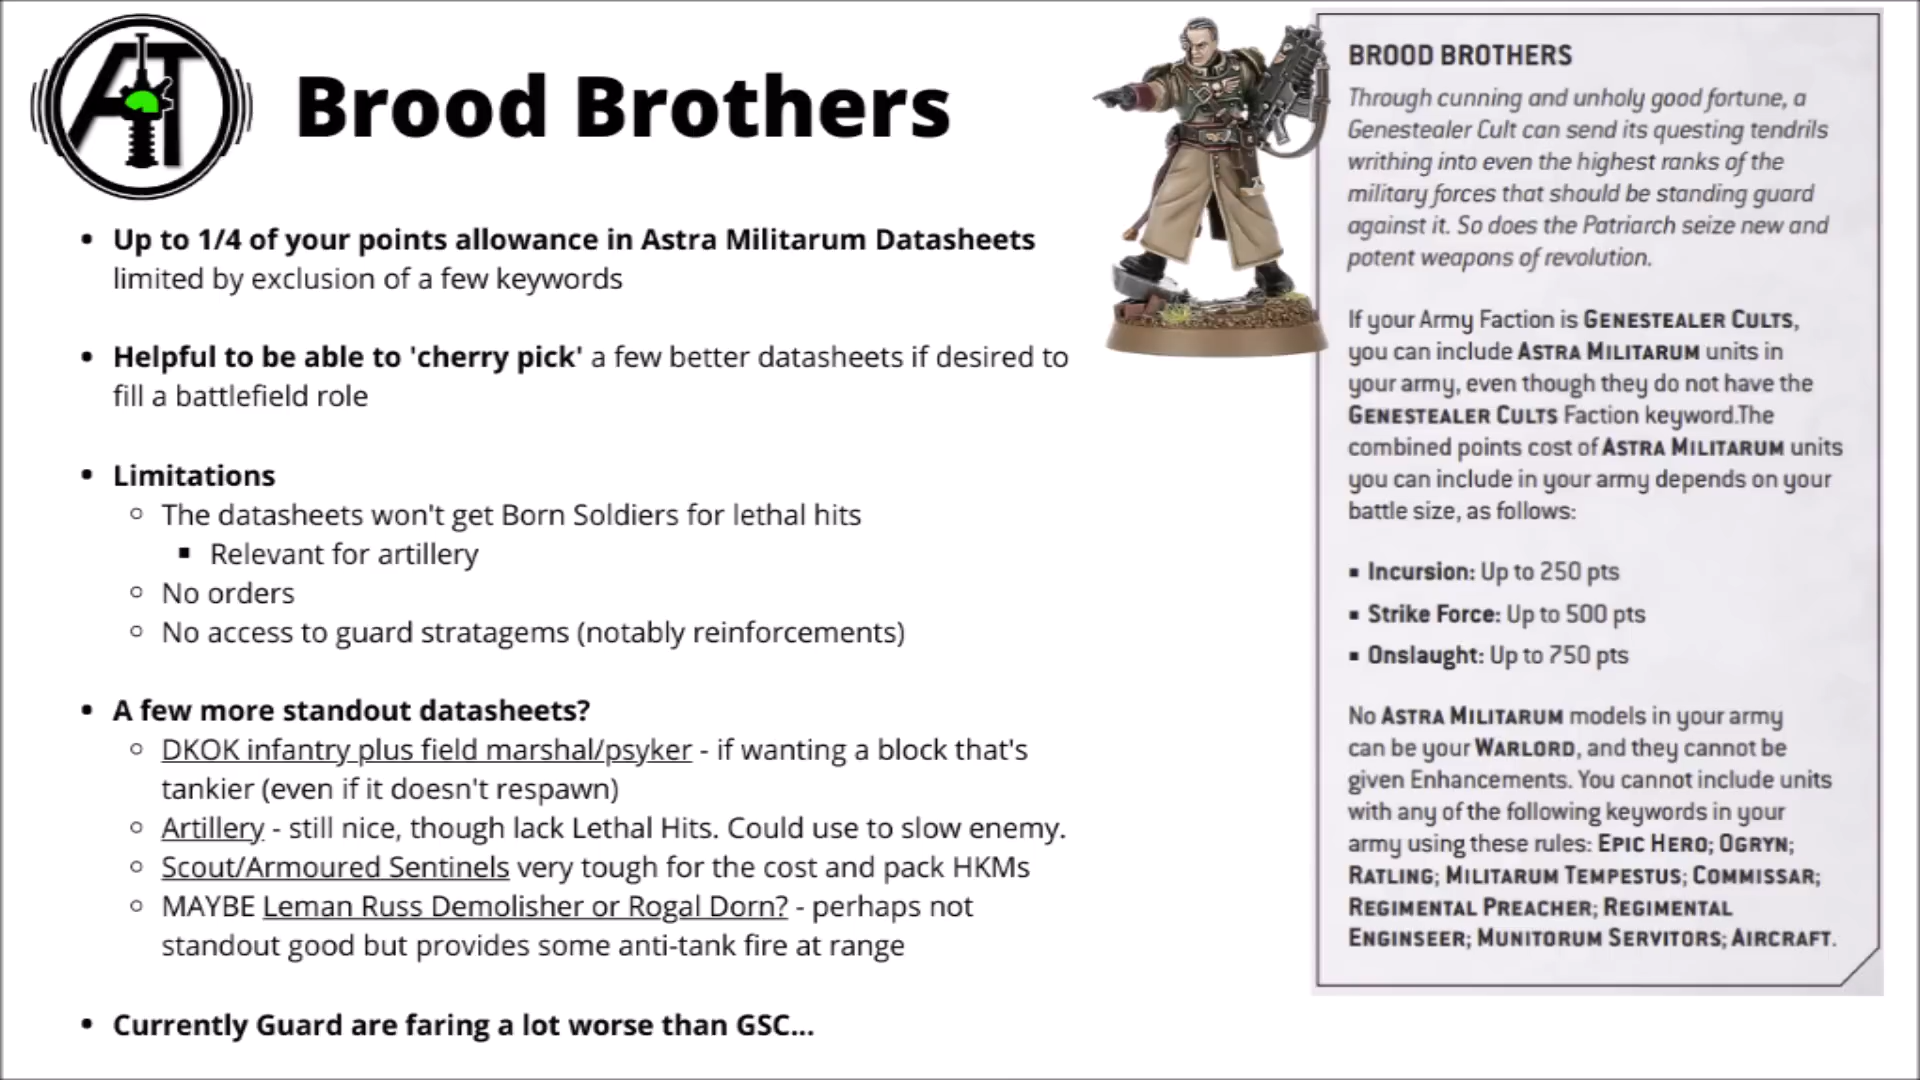 AT
Brood Brothers
• Up to 1/4 of your points allowance in Astra Militarum Datasheets
limited by exclusion of a few keywords
• Helpful to be able to 'cherry pick' a few better datasheets if desired to
fill a battlefield role
• Limitations
○ The datasheets won't get Born Soldiers for lethal hits
▪ Relevant for artillery
○ No orders
○ No access to guard stratagems (notably reinforcements)
• A few more standout datasheets?
○ DKOK infantry plus field marshal/psyker - if wanting a block that's
tankier (even if it doesn't respawn)
○ Artillery - still nice, though lack Lethal Hits. Could use to slow enemy.
○ Scout/Armoured Sentinels very tough for the cost and pack HKMs
○ MAYBE Leman Russ Demolisher or Rogal Dorn? - perhaps not
standout good but provides some anti-tank fire at range
• Currently Guard are faring a lot worse than GSC...
BROOD BROTHERS
Through cunning and unholy good fortune, a
Genestealer Cult can send its questing tendrils
writhing into even the highest ranks of the
military forces that should be standing guard
against it. So does the Patriarch seize new and
potent weapons of revolution.
If your Army Faction is GENESTEALER CULTS,
you can include ASTRA MILITARUM units in
your army, even though they do not have the
GENESTEALER CULTS Faction keyword.The
combined points cost of ASTRA MILITARUM units
you can include in your army depends on your
battle size, as follows:
▪ Incursion: Up to 250 pts
▪ Strike Force: Up to 500 pts
▪ Onslaught: Up to 750 pts
No ASTRA MILITARUM models in your army
can be your WARLORD, and they cannot be
given Enhancements. You cannot include units
with any of the following keywords in your
army using these rules: EPIC HERO; OGRYN;
RATLING; MILITARUM TEMPESTUS; COMMISSAR;
REGIMENTAL PREACHER; REGIMENTAL
ENGINSEER; MUNITORUM SERVITORS; AIRCRAFT.